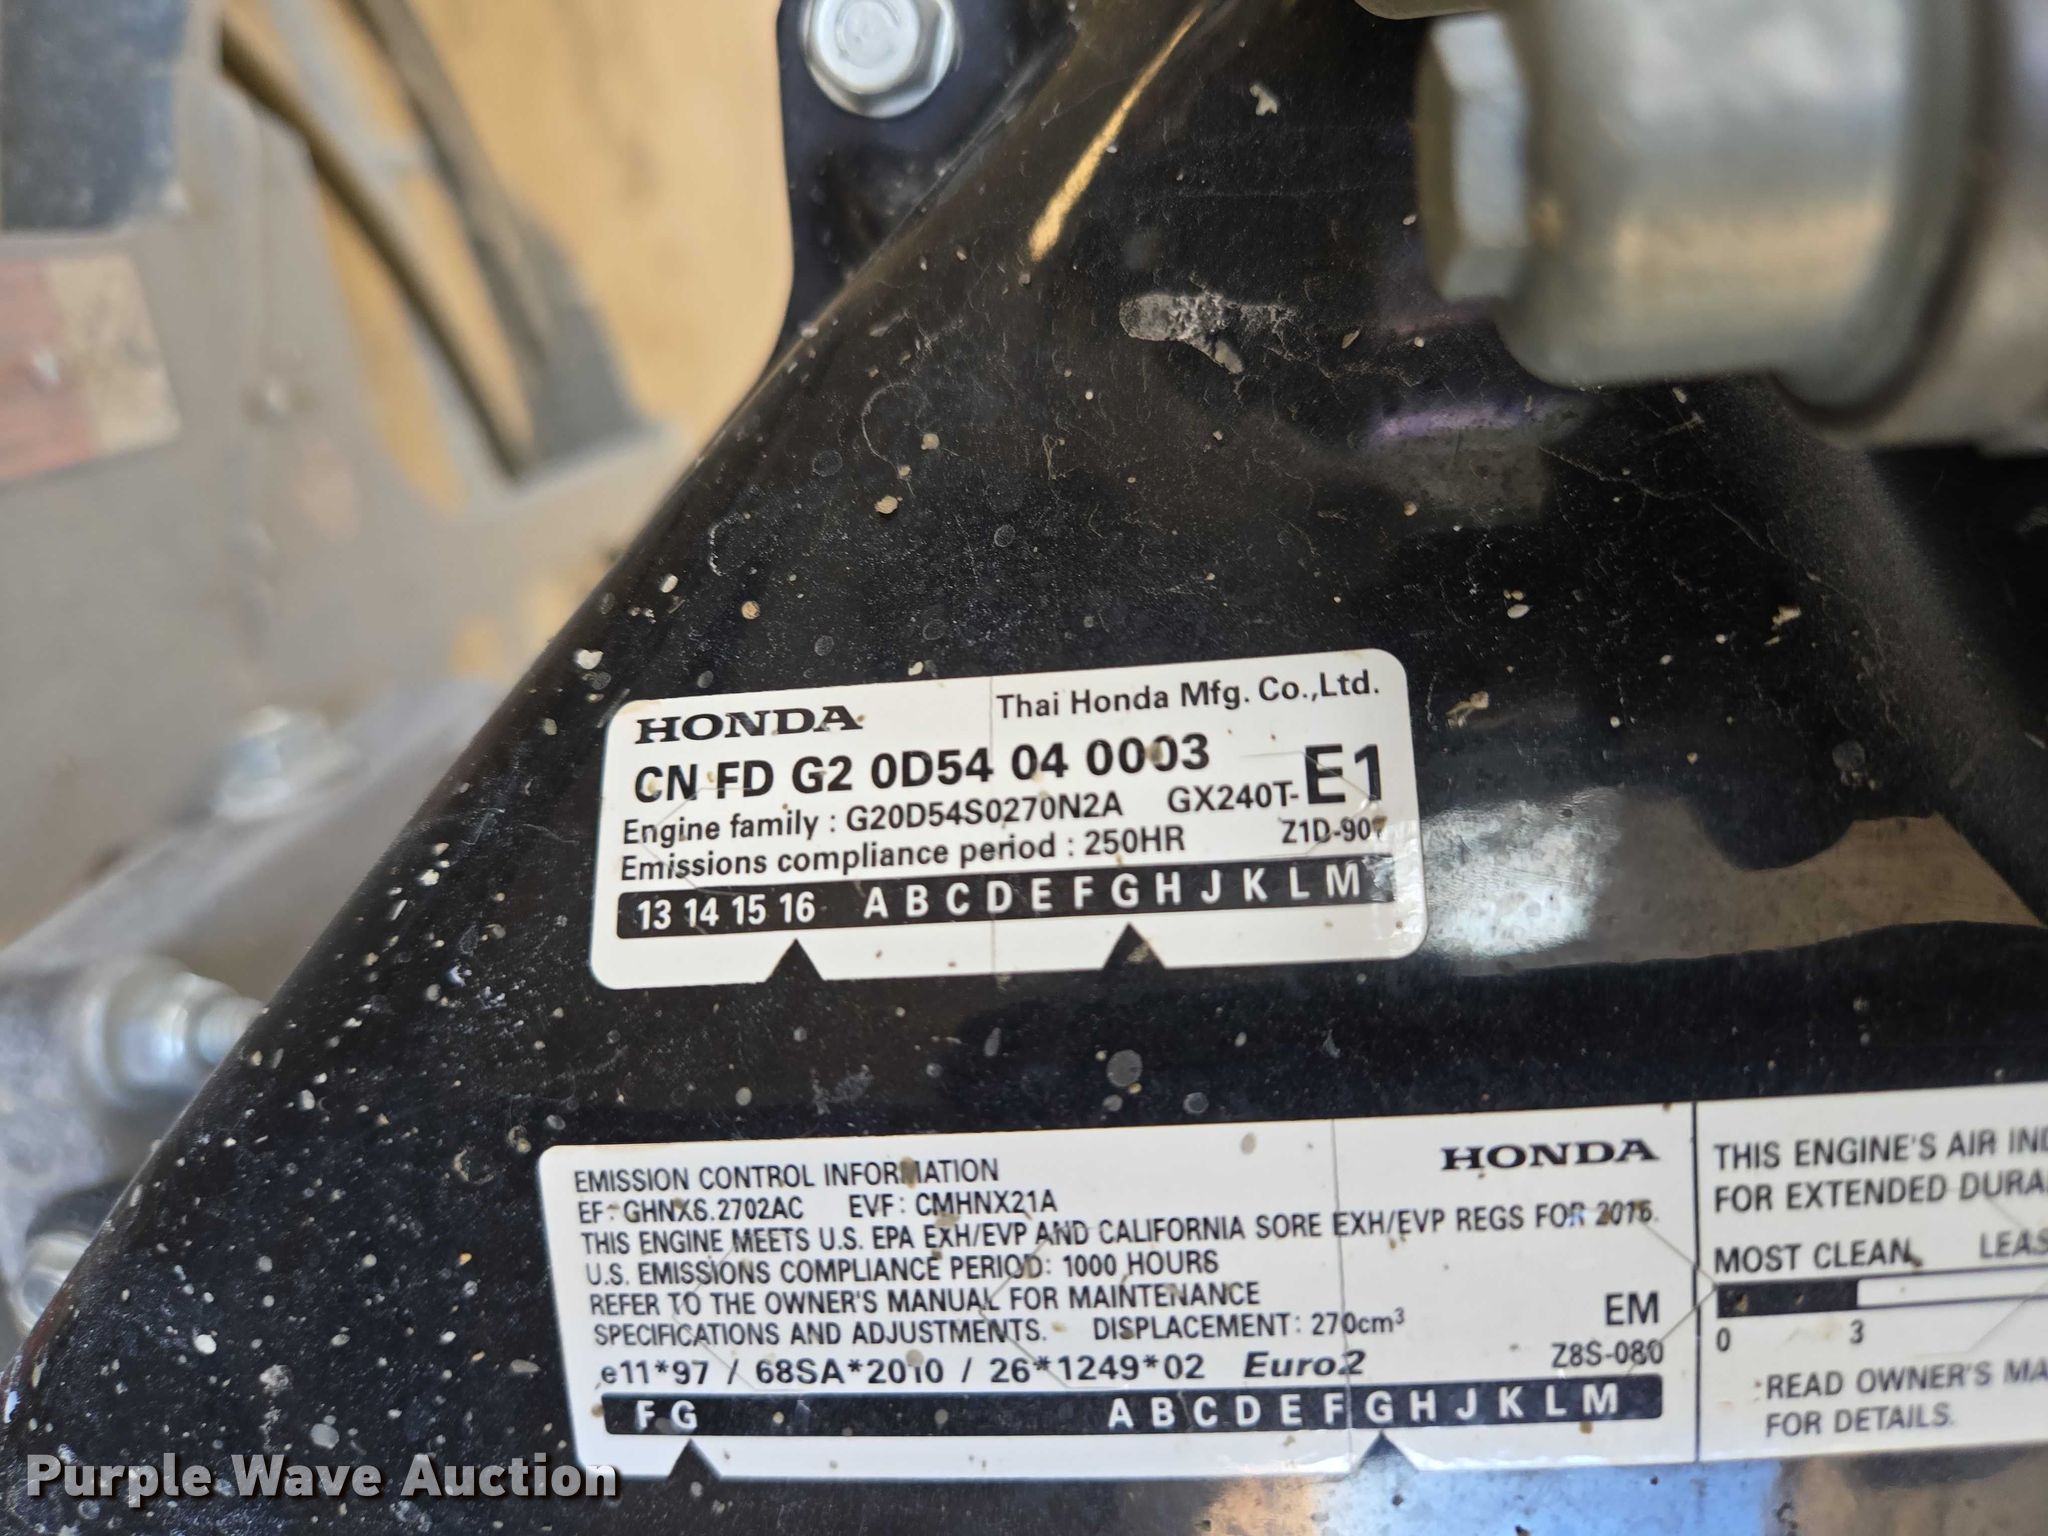 HONDA Thai Honda Mfg. Co.,Ltd.
CN FD G2 0D54 04 0003
Engine family : G20D54S0270N2A GX240T-E1
Emissions compliance period : 250HR Z1D-907
13 14 15 16 A B C D E F G H J K L M
EMISSION CONTROL INFORMATION HONDA
EF: GHNXS.2702AC EVF: CMHNX21A
THIS ENGINE MEETS U.S. EPA EXH/EVP AND CALIFORNIA SORE EXH/EVP REGS FOR 2016.
U.S. EMISSIONS COMPLIANCE PERIOD: 1000 HOURS
REFER TO THE OWNER'S MANUAL FOR MAINTENANCE
SPECIFICATIONS AND ADJUSTMENTS. DISPLACEMENT: 270cm³ EM
e11*97 / 68SA*2010 / 26*1249*02 Euro2 Z8S-080
F G A B C D E F G H J K L M
THIS ENGINE'S AIR IND
FOR EXTENDED DURA
MOST CLEAN LEAS
0 3
·READ OWNER'S MA
FOR DETAILS.
Purple Wave Auction